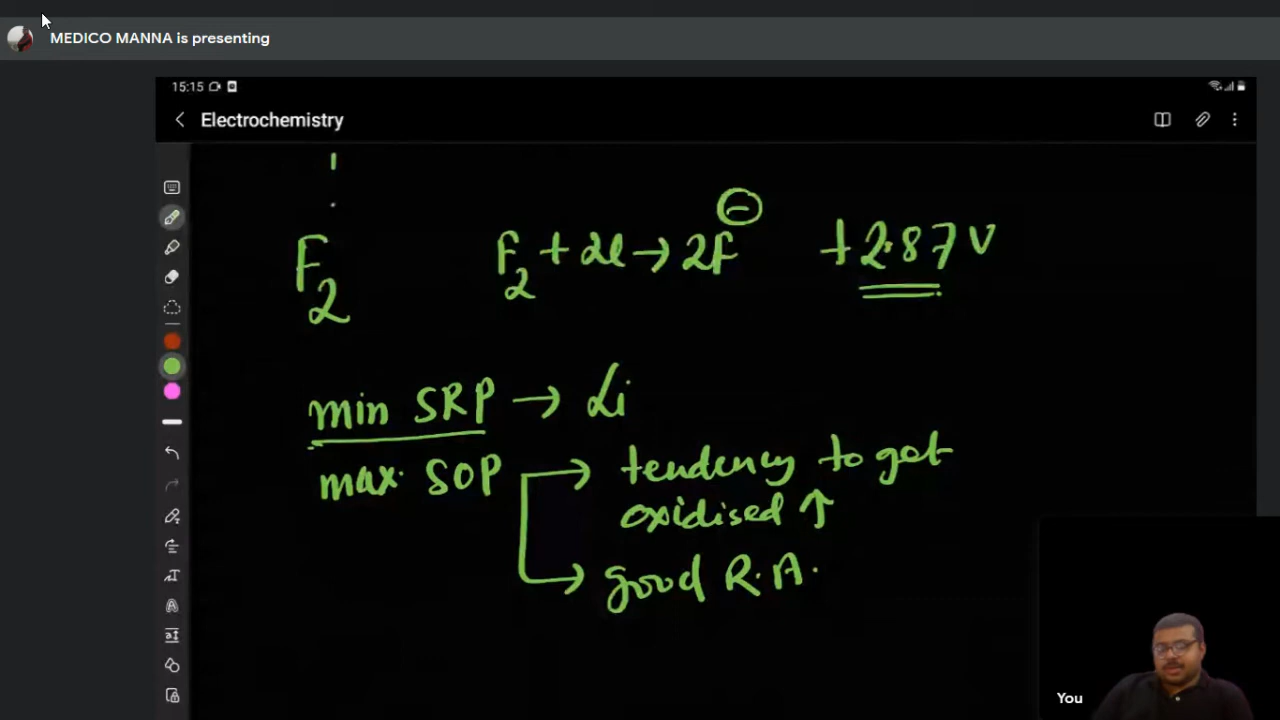 MEDICO MANNA is presenting
15:15
Electrochemistry
F₂ F₂ + 2e → 2F⊖ +2.87 V
min SRP → Li
max. SOP → tendency to get
oxidised ↑
→ good R.A.
You